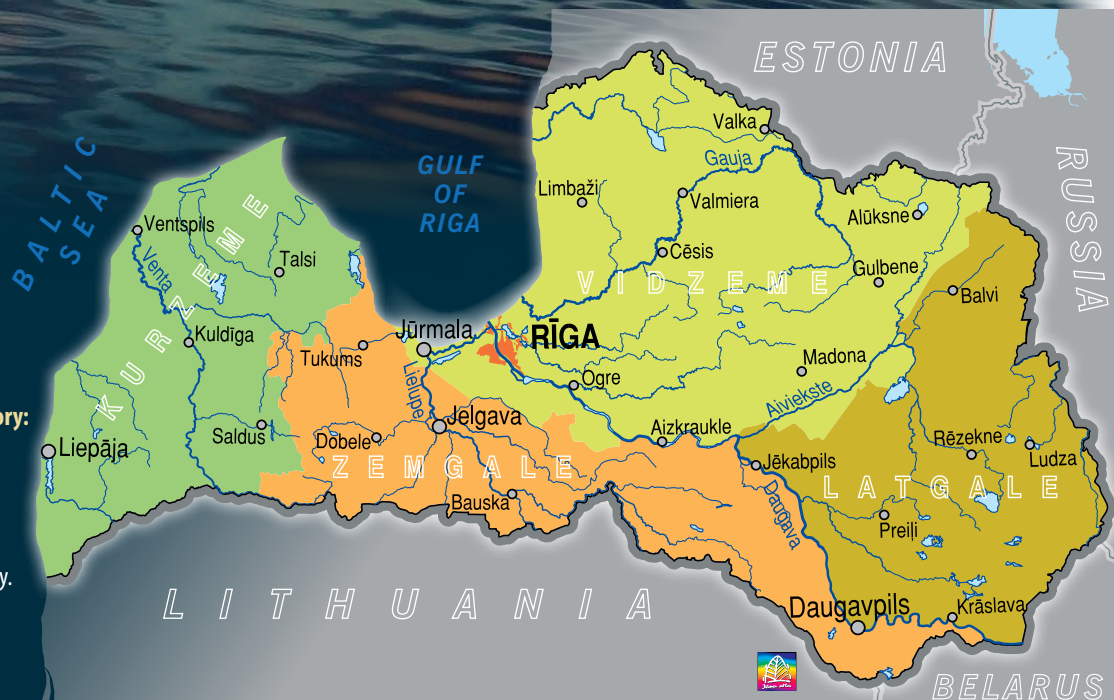 ESTONIA
BALTIC
SEA
GULF
OF
RIGA
RUSSIA
Valka
Gauja
Limbaži
Valmiera
Alūksne
Ventspils
Cēsis
Talsi
Venta
KURZEME
VIDZEME
Gulbene
Balvi
Kuldīga
Jūrmala
RĪGA
Tukums
Madona
Ogre
Lielupe
Aiviekste
ory:
Jelgava
Saldus
Dobele
Aizkraukle
Liepāja
Rēzekne
Ludza
ZEMGALE
Jēkabpils
LATGALE
Bauska
Daugava
Preiļi
y.
LITHUANIA
Daugavpils
Krāslava
BELARUS